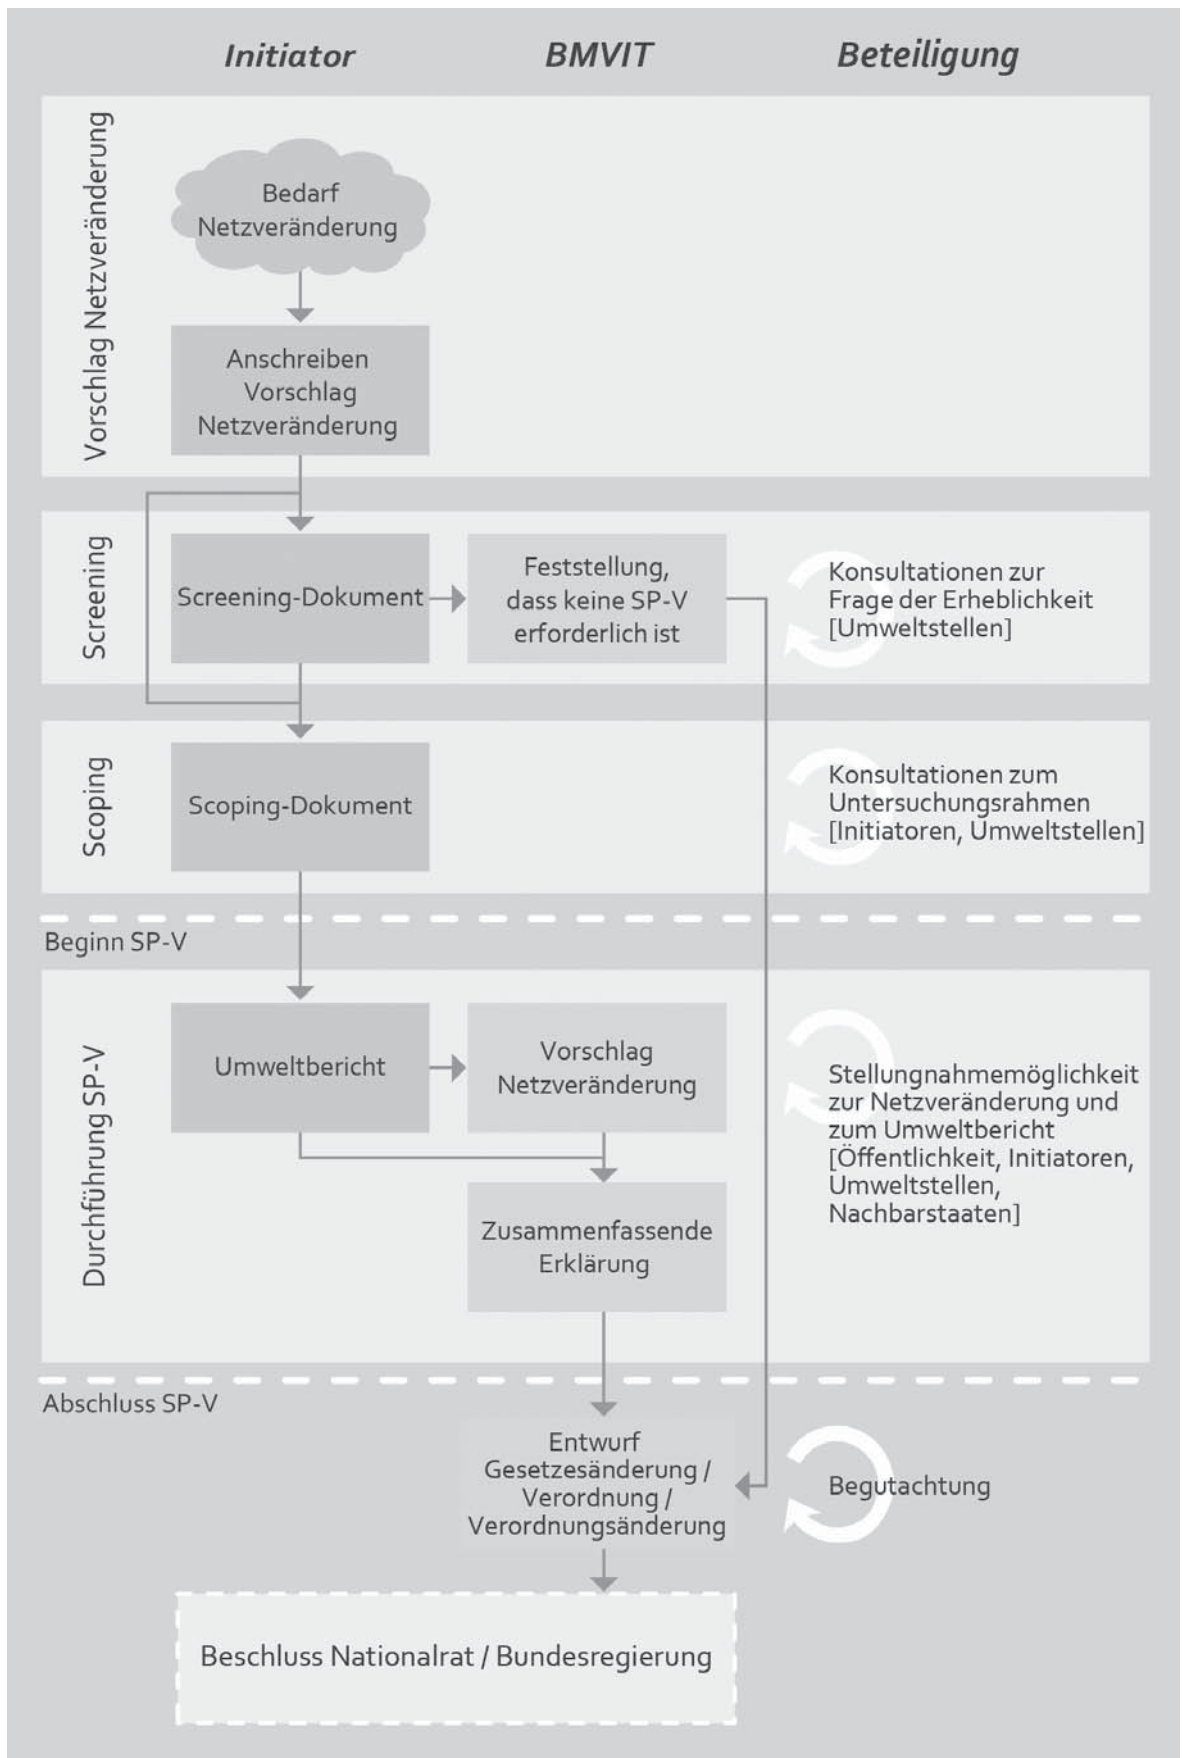 Initiator
BMVIT
Beteiligung
Vorschlag Netzveränderung
Bedarf
Netzveränderung
Anschreiben
Vorschlag
Netzveränderung
Screening
Screening-Dokument
Feststellung,
dass keine SP-V
erforderlich ist
Konsultationen zur
Frage der Erheblichkeit
[Umweltstellen]
Scoping
Scoping-Dokument
Konsultationen zum
Untersuchungsrahmen
[Initiatoren, Umweltstellen]
Beginn SP-V
Durchführung SP-V
Umweltbericht
Vorschlag
Netzveränderung
Zusammenfassende
Erklärung
Stellungnahmemöglichkeit
zur Netzveränderung und
zum Umweltbericht
[Öffentlichkeit, Initiatoren,
Umweltstellen,
Nachbarstaaten]
Abschluss SP-V
Entwurf
Gesetzesänderung /
Verordnung /
Verordnungsänderung
Begutachtung
Beschluss Nationalrat / Bundesregierung